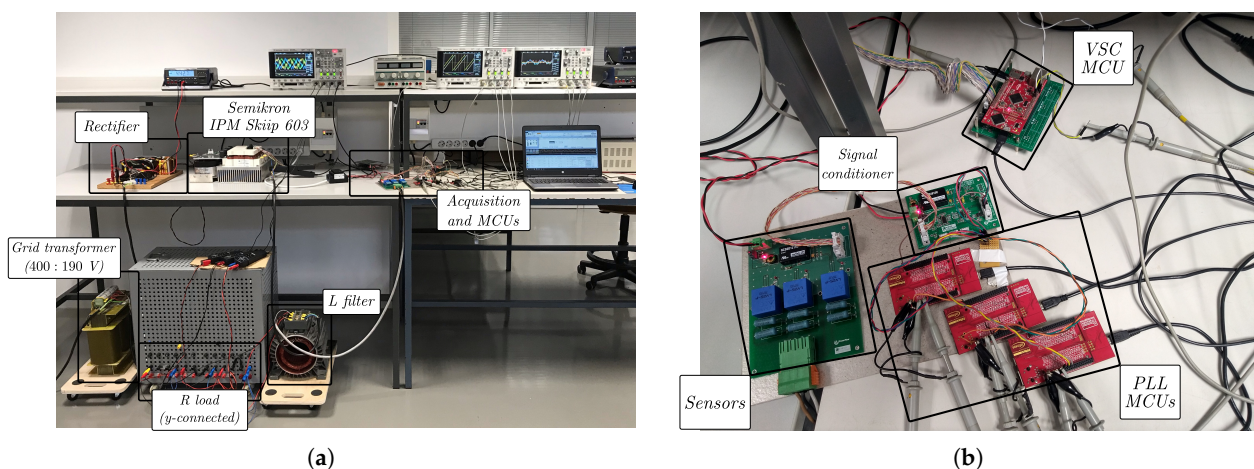 Semikron
IPM Skiip 603
Rectifier
Acquisition
and MCUs
Grid transformer
(400 : 190 V)
L filter
R load
(y-connected)
(a)
VSC
MCU
Signal
conditioner
Sensors
PLL
MCUs
(b)